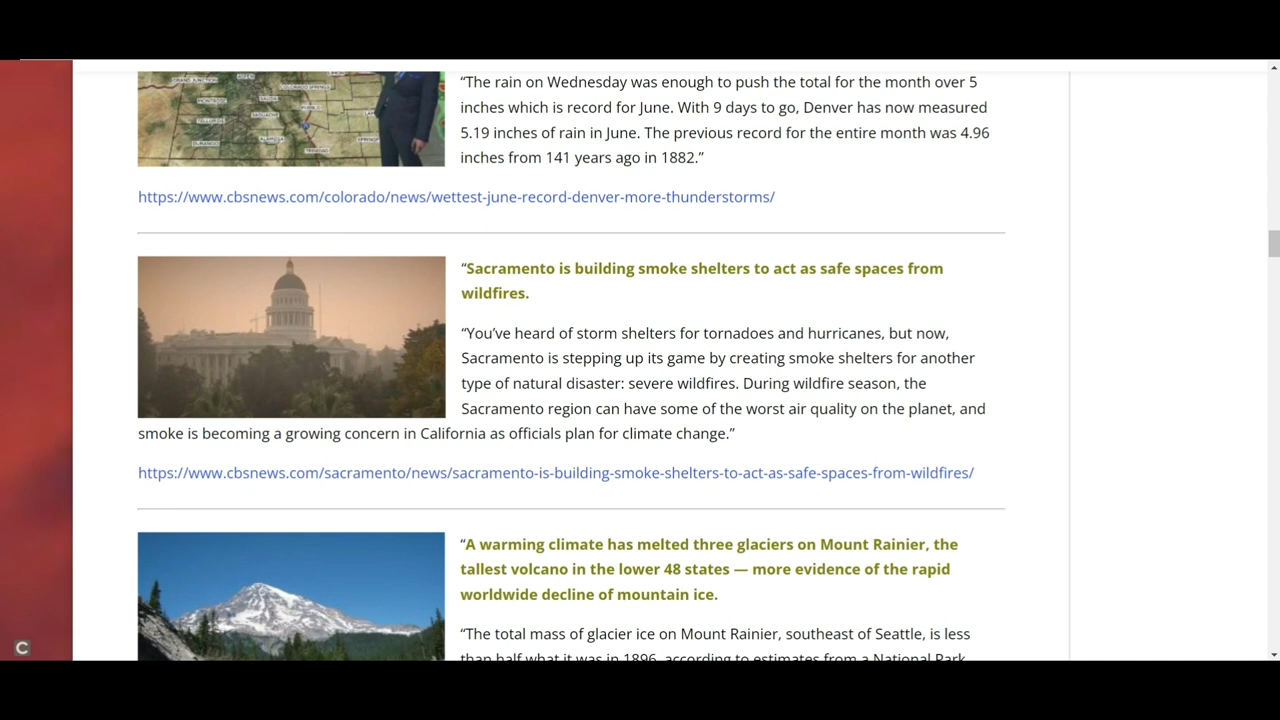 “The rain on Wednesday was enough to push the total for the month over 5
inches which is record for June. With 9 days to go, Denver has now measured
5.19 inches of rain in June. The previous record for the entire month was 4.96
inches from 141 years ago in 1882.”
https://www.cbsnews.com/colorado/news/wettest-june-record-denver-more-thunderstorms/
“Sacramento is building smoke shelters to act as safe spaces from
wildfires.
“You’ve heard of storm shelters for tornadoes and hurricanes, but now,
Sacramento is stepping up its game by creating smoke shelters for another
type of natural disaster: severe wildfires. During wildfire season, the
Sacramento region can have some of the worst air quality on the planet, and
smoke is becoming a growing concern in California as officials plan for climate change.”
https://www.cbsnews.com/sacramento/news/sacramento-is-building-smoke-shelters-to-act-as-safe-spaces-from-wildfires/
“A warming climate has melted three glaciers on Mount Rainier, the
tallest volcano in the lower 48 states — more evidence of the rapid
worldwide decline of mountain ice.
“The total mass of glacier ice on Mount Rainier, southeast of Seattle, is less
than half what it was in 1896, according to estimates from a National Park
C